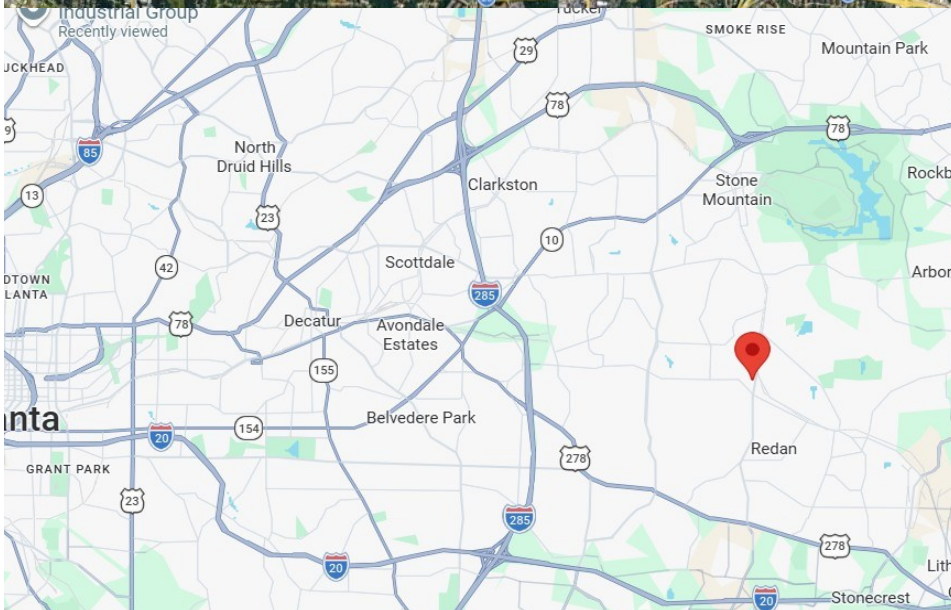 Industrial Group
Recently viewed
Tucker
SMOKE RISE
29
Mountain Park
UCKHEAD
78
9
85
North
Druid Hills
78
Clarkston
Stone
Mountain
Rockb
13
23
10
42
Scottdale
DTOWN
LANTA
285
Arbor
78
Decatur
Avondale
Estates
155
nta
154
Belvedere Park
20
Redan
278
GRANT PARK
23
285
278
20
Lith
20
Stonecrest